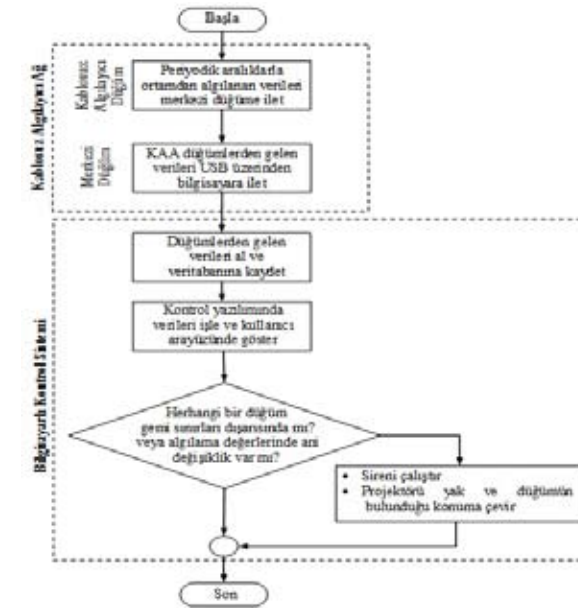 Başla
Kablosuz Algılayıcı Ağ
Kablosuz
Algılayıcı
Düğüm
Periyodik aralıklarla
ortamdan algılanan verileri
merkezi düğüme ilet
Merkezi
Düğüm
KAA düğümlerden gelen
verileri USB üzerinden
bilgisayara ilet
Bilgisayarlı Kontrol Sistemi
Düğümlerden gelen
verileri al ve
veritabanına kaydet
Kontrol yazılımında
verileri işle ve kullanıcı
arayüzünde göster
Herhangi bir düğüm
gemi sınırları dışarısında mı?
veya algılama değerlerinde ani
değişiklik var mı?
• Sireni çalıştır
• Projektörü yak ve düğümün
bulunduğu konuma çevir
Son